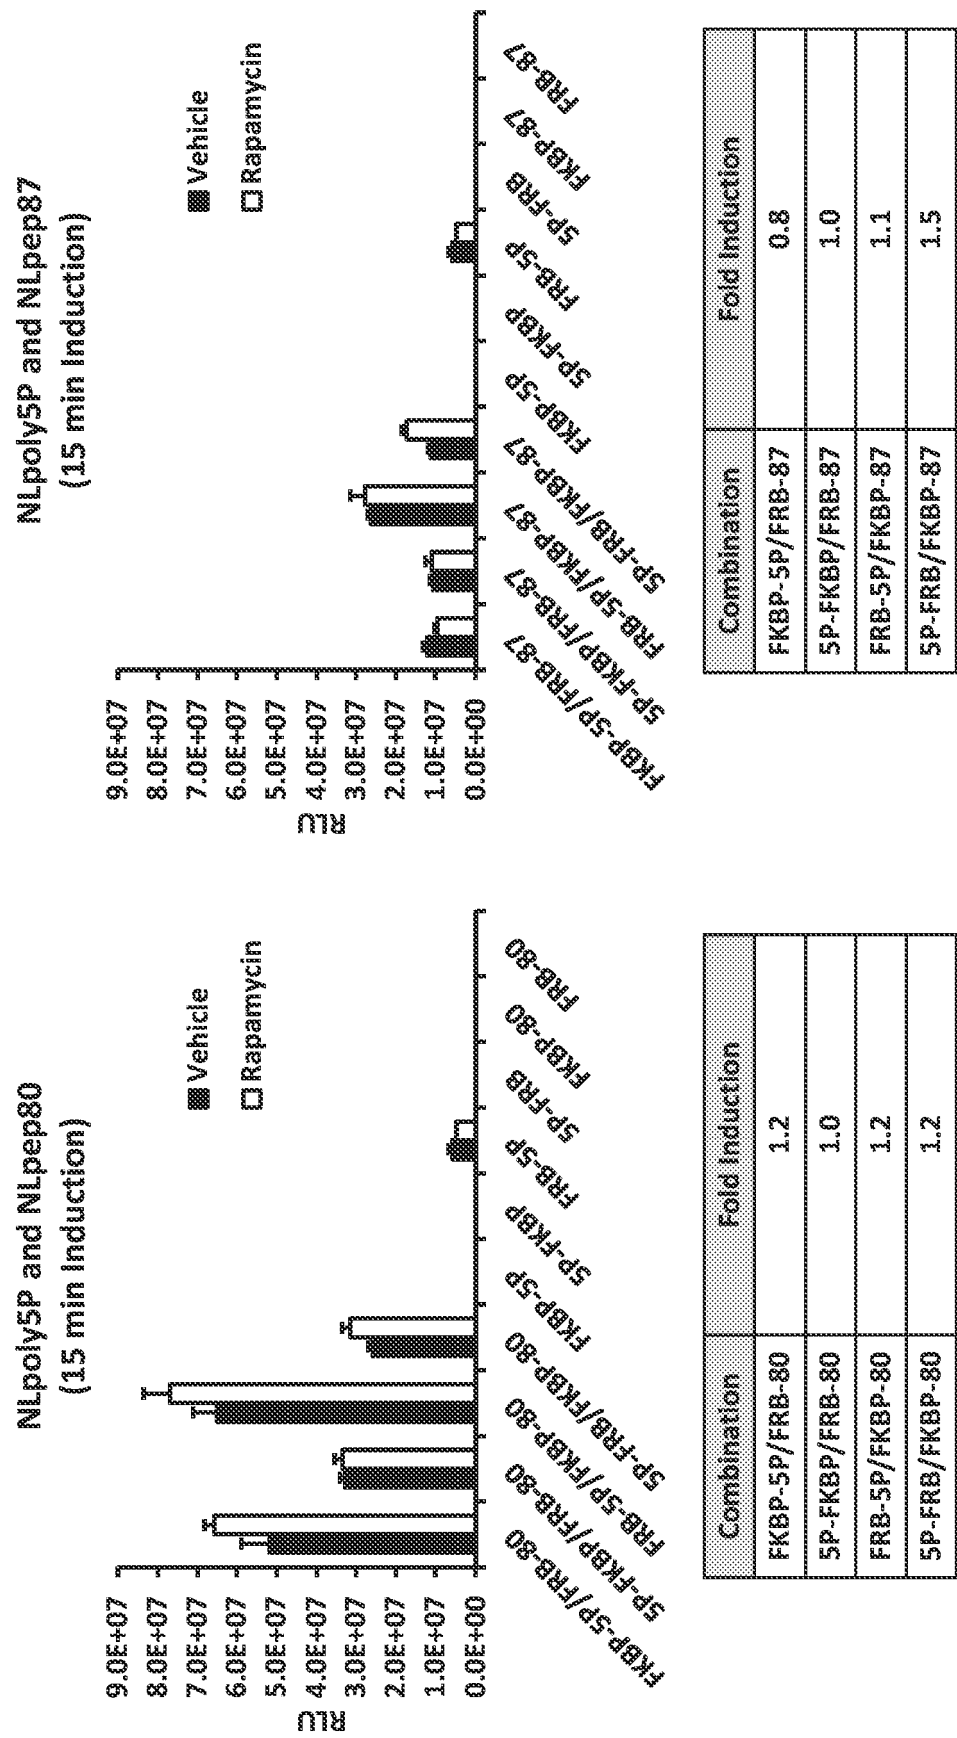 NLpoly5P and NLpep80
(15 min Induction)
RLU
9.0E+07
8.0E+07
7.0E+07
6.0E+07
5.0E+07
4.0E+07
3.0E+07
2.0E+07
1.0E+07
0.0E+00
Vehicle
Rapamycin
FKBP-5P/FRB-80
5P-FKBP/FRB-80
FRB-5P/FKBP-80
5P-FRB/FKBP-80
FKBP-5P
5P-FKBP
FRB-5P
5P-FRB
FKBP-80
FRB-80
Combination Fold Induction
FKBP-5P/FRB-80 1.2
5P-FKBP/FRB-80 1.0
FRB-5P/FKBP-80 1.2
5P-FRB/FKBP-80 1.2
NLpoly5P and NLpep87
(15 min Induction)
RLU
9.0E+07
8.0E+07
7.0E+07
6.0E+07
5.0E+07
4.0E+07
3.0E+07
2.0E+07
1.0E+07
0.0E+00
Vehicle
Rapamycin
FKBP-5P/FRB-87
5P-FKBP/FRB-87
FRB-5P/FKBP-87
5P-FRB/FKBP-87
FKBP-5P
5P-FKBP
FRB-5P
5P-FRB
FKBP-87
FRB-87
Combination Fold Induction
FKBP-5P/FRB-87 0.8
5P-FKBP/FRB-87 1.0
FRB-5P/FKBP-87 1.1
5P-FRB/FKBP-87 1.5